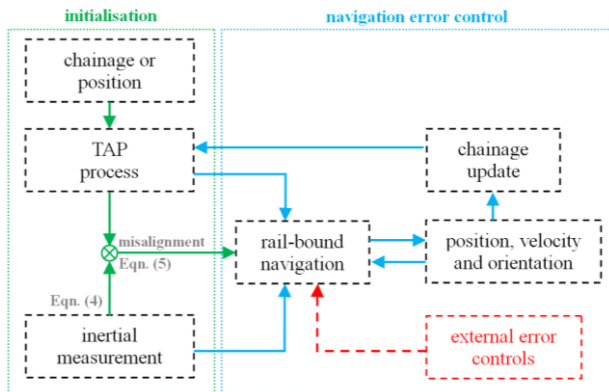 initialisation
navigation error control
chainage or
position
TAP
process
chainage
update
misalignment
Eqn. (5)
rail-bound
navigation
position, velocity
and orientation
Eqn. (4)
inertial
measurement
external error
controls